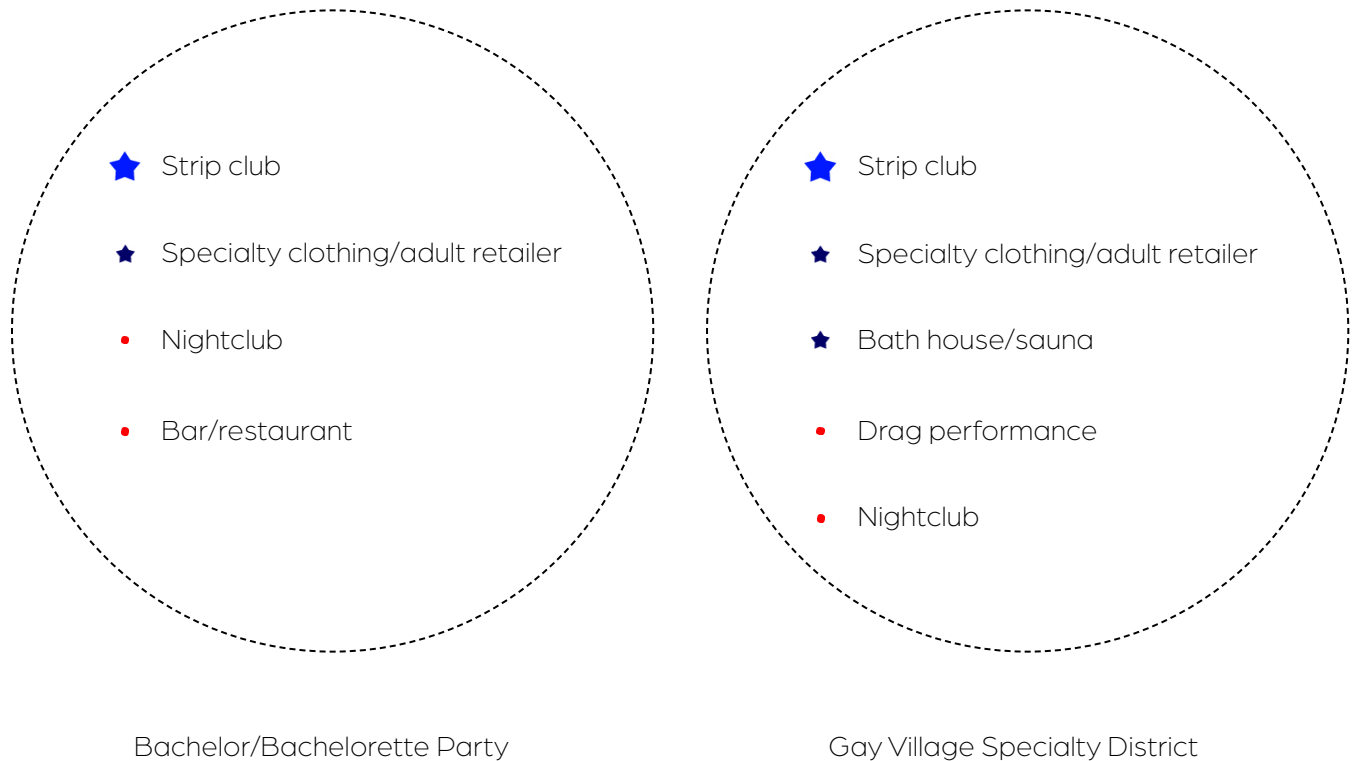 Strip club
Specialty clothing/adult retailer
Nightclub
Bar/restaurant
Bachelor/Bachelorette Party
Strip club
Specialty clothing/adult retailer
Bath house/sauna
Drag performance
Nightclub
Gay Village Specialty District